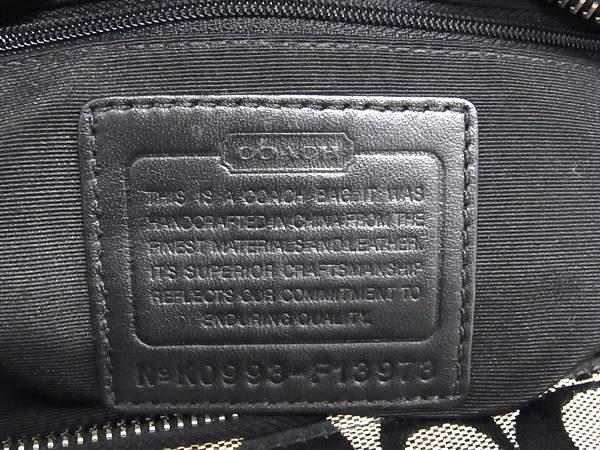 COACH
THIS IS A COACH BAG. IT WAS
HANDCRAFTED IN CHINA FROM THE
FINEST MATERIALS AND LEATHER.
ITS SUPERIOR CRAFTSMANSHIP
REFLECTS OUR COMMITMENT TO
ENDURING QUALITY.
No K0993-F13973